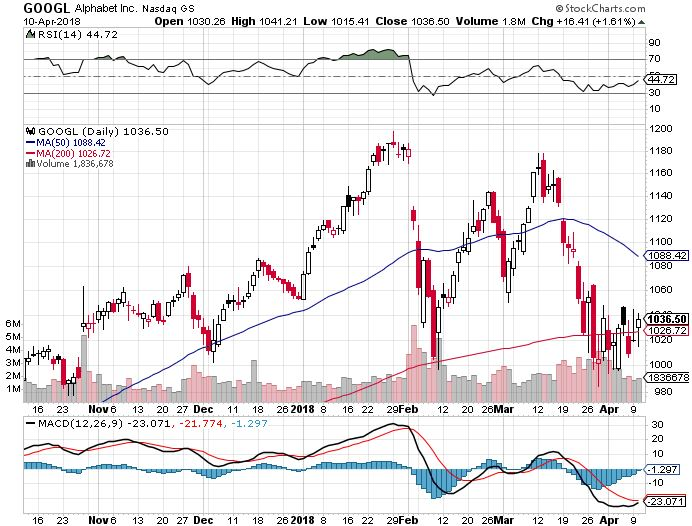 GOOGL Alphabet Inc. Nasdaq GS © StockCharts.com
10-Apr-2018 Open 1030.26 High 1041.21 Low 1015.41 Close 1036.50 Volume 1.8M Chg +16.41 (+1.61%) ▲
RSI(14) 44.72
90
70
50
44.72
30
10
GOOGL (Daily) 1036.50
MA(50) 1088.42
MA(200) 1026.72
Volume 1,836,678
1200
1180
1160
1140
1120
1100
1088.42
1080
1060
1040
1036.50
1026.72
1020
1000
980
6M
5M
4M
3M
2M
1M
1836678
16 23 Nov 6 13 20 27 Dec 11 18 26 2018 8 16 22 29 Feb 12 20 26 Mar 12 19 26 Apr 9
MACD(12,26,9) -23.071, -21.774, -1.297
30
20
10
-1.297
-10
-23.071
16 23 Nov 6 13 20 27 Dec 11 18 26 2018 8 16 22 29 Feb 12 20 26 Mar 12 19 26 Apr 9